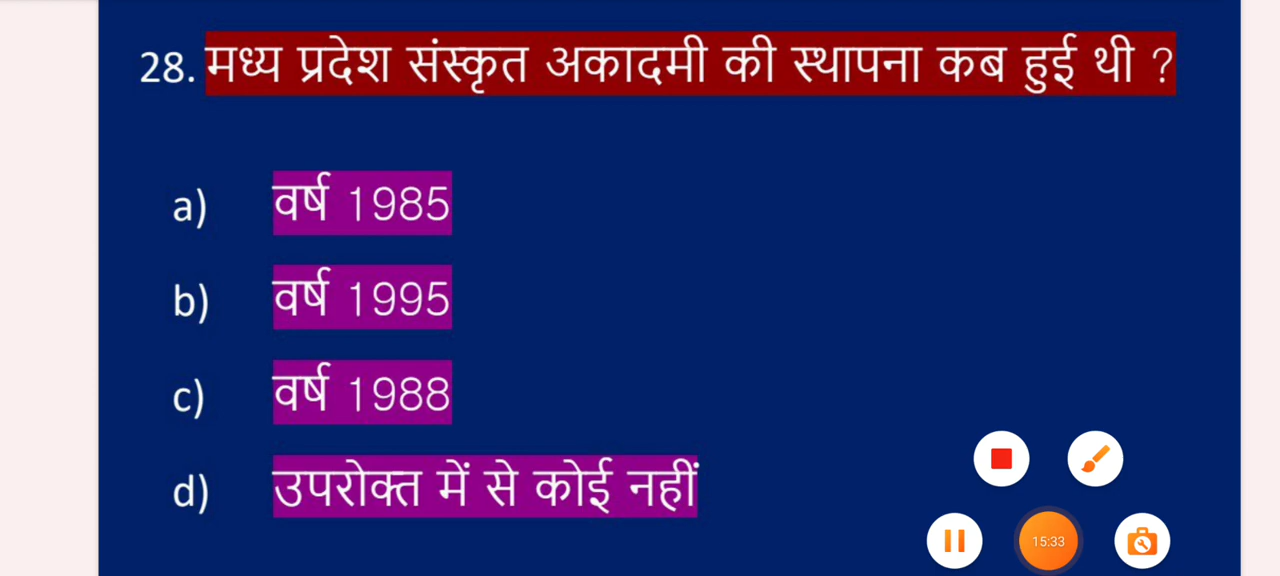 28. मध्य प्रदेश संस्कृत अकादमी की स्थापना कब हुई थी ?
a) वर्ष 1985
b) वर्ष 1995
c) वर्ष 1988
d) उपरोक्त में से कोई नहीं
15:33